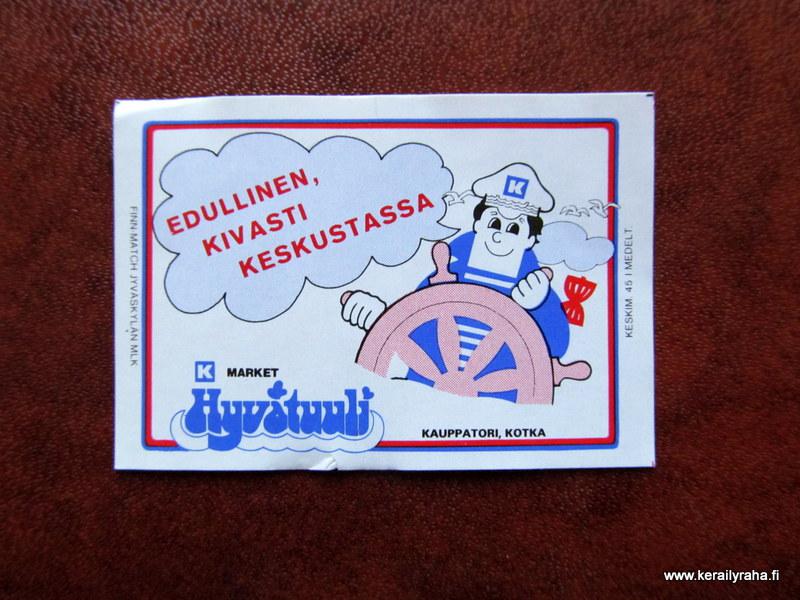 EDULLINEN,
KIVASTI
KESKUSTASSA
K
K MARKET
Hyvätuuli
KAUPPATORI, KOTKA
FINN MATCH JYVÄSKYLÄN MLK
KESKIM. 45 I MEDELT.
www.kerailyraha.fi